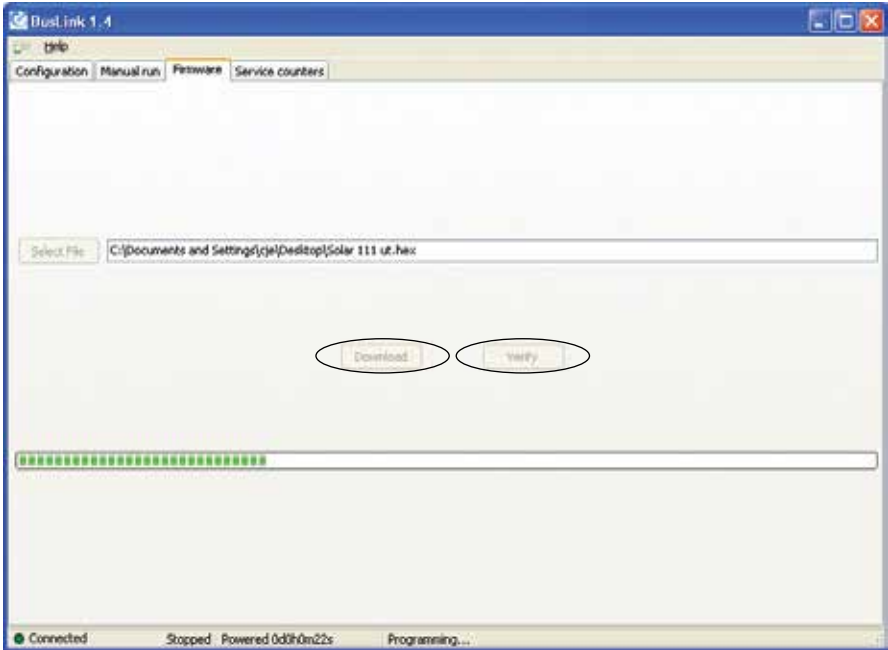 BusLink 1.4
Help
Configuration Manual run Firmware Service counters
Select File C:\Documents and Settings\cjel\Desktop\Solar 111 ut.hex
Download Verify
Connected Stopped Powered 0d0h0m22s Programming...